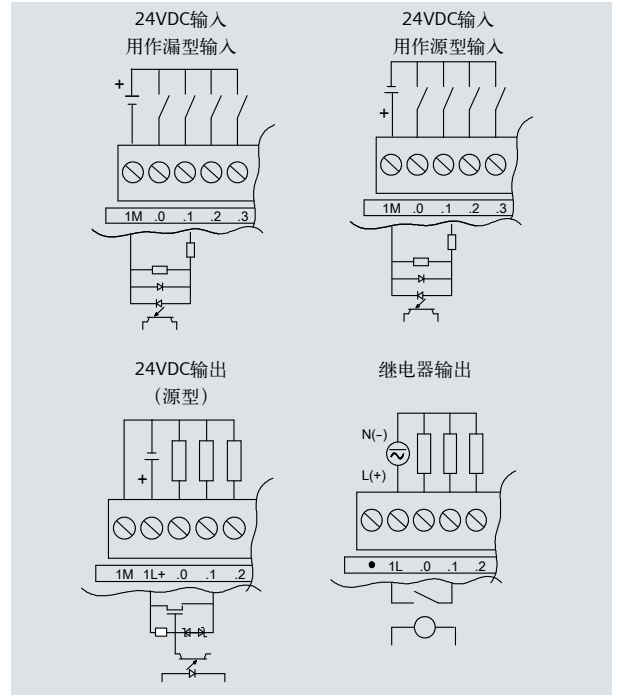 24VDC输入
用作漏型输入
+
1M .0 .1 .2 .3
24VDC输入
用作源型输入
+
1M .0 .1 .2 .3
24VDC输出
（源型）
+
1M 1L+ .0 .1 .2
继电器输出
N(-)
L(+)
1L .0 .1 .2